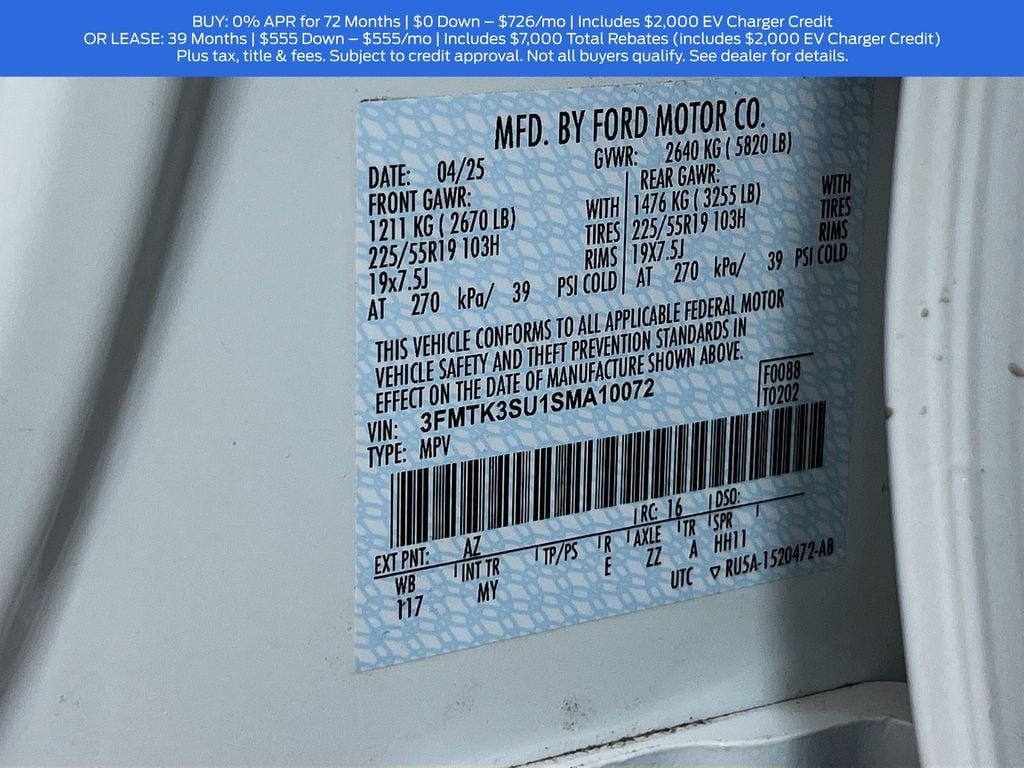 BUY: 0% APR for 72 Months | $0 Down – $726/mo | Includes $2,000 EV Charger Credit
OR LEASE: 39 Months | $555 Down – $555/mo | Includes $7,000 Total Rebates (includes $2,000 EV Charger Credit)
Plus tax, title & fees. Subject to credit approval. Not all buyers qualify. See dealer for details.
MFD. BY FORD MOTOR CO.
DATE: 04/25 GVWR: 2640 KG ( 5820 LB)
FRONT GAWR: REAR GAWR:
1211 KG ( 2670 LB) WITH 1476 KG ( 3255 LB) WITH
225/55R19 103H TIRES 225/55R19 103H TIRES
19x7.5J RIMS 19X7.5J RIMS
AT 270 kPa/ 39 PSI COLD AT 270 kPa/ 39 PSI COLD
THIS VEHICLE CONFORMS TO ALL APPLICABLE FEDERAL MOTOR
VEHICLE SAFETY AND THEFT PREVENTION STANDARDS IN
EFFECT ON THE DATE OF MANUFACTURE SHOWN ABOVE.
VIN: 3FMTK3SU1SMA10072 F0088
TYPE: MPV T0202
EXT PNT: AZ RC: 16 DSO:
WB INT TR TP/PS R AXLE TR SPR
117 MY E ZZ A HH11
UTC ▽ RU5A-1520472-AB